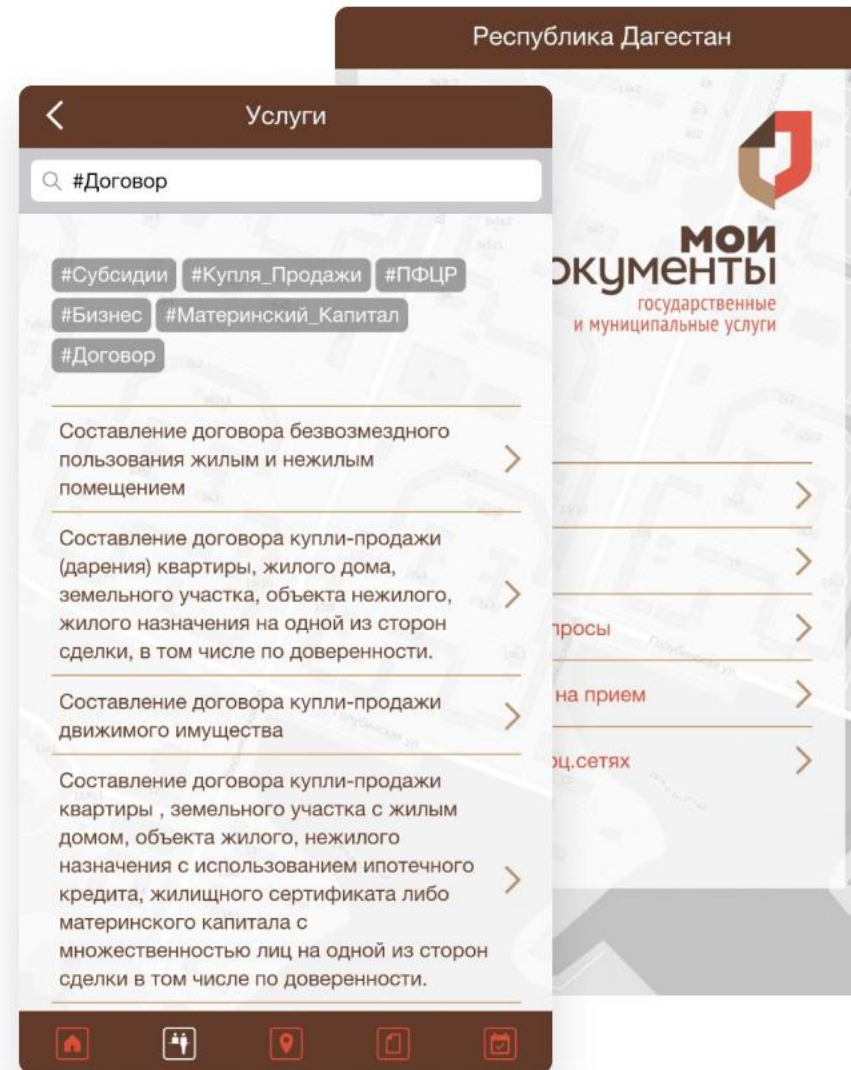 Республика Дагестан
Услуги
#Договор
#Субсидии #Купля_Продажи #ПФЦР
#Бизнес #Материнский_Капитал
#Договор
Составление договора безвозмездного
пользования жилым и нежилым
помещением
Составление договора купли-продажи
(дарения) квартиры, жилого дома,
земельного участка, объекта нежилого,
жилого назначения на одной из сторон
сделки, в том числе по доверенности.
Составление договора купли-продажи
движимого имущества
Составление договора купли-продажи
квартиры , земельного участка с жилым
домом, объекта жилого, нежилого
назначения с использованием ипотечного
кредита, жилищного сертификата либо
материнского капитала с
множественностью лиц на одной из сторон
сделки в том числе по доверенности.
мои
окументы
государственные
и муниципальные услуги
просы
на прием
оц.сетях
Голубинская ул.